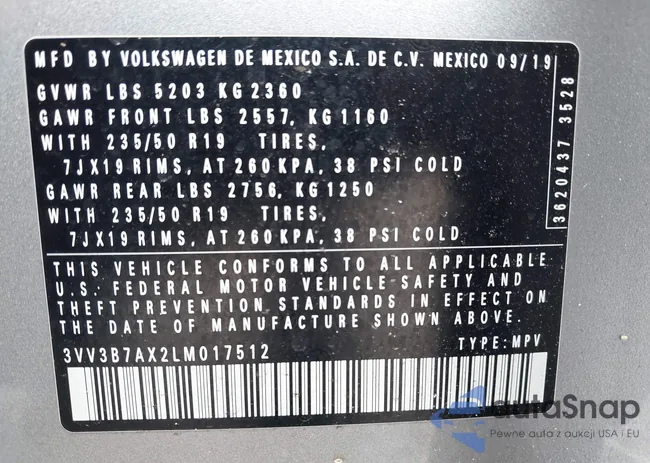 MFD BY VOLKSWAGEN DE MEXICO S.A. DE C.V. MEXICO 09/19
GVWR LBS 5203 KG 2360
GAWR FRONT LBS 2557, KG 1160
WITH 235/50 R19 TIRES,
7JX19 RIMS, AT 260 KPA, 38 PSI COLD
GAWR REAR LBS 2756, KG 1250
WITH 235/50 R19 TIRES,
7JX19 RIMS, AT 260 KPA, 38 PSI COLD
3620437 3528
THIS VEHICLE CONFORMS TO ALL APPLICABLE
U.S. FEDERAL MOTOR VEHICLE-SAFETY AND
THEFT PREVENTION STANDARDS IN EFFECT ON
THE DATE OF MANUFACTURE SHOWN ABOVE.
3VV3B7AX2LM017512 TYPE: MPV
autoSnap
Pewne auta z aukcji USA i EU